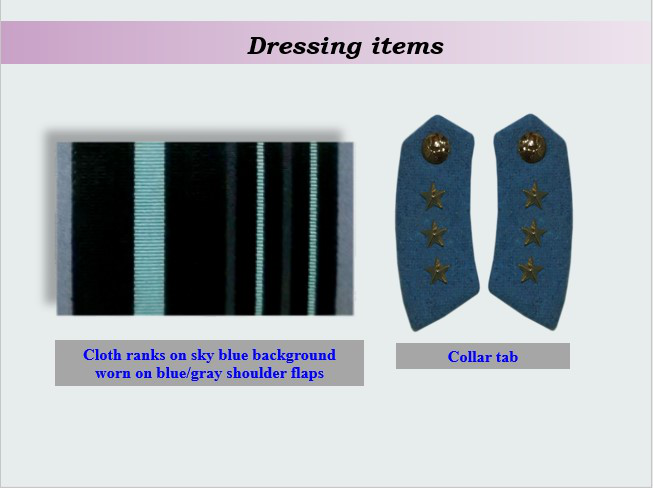 Dressing items
Cloth ranks on sky blue background
worn on blue/gray shoulder flaps
Collar tab